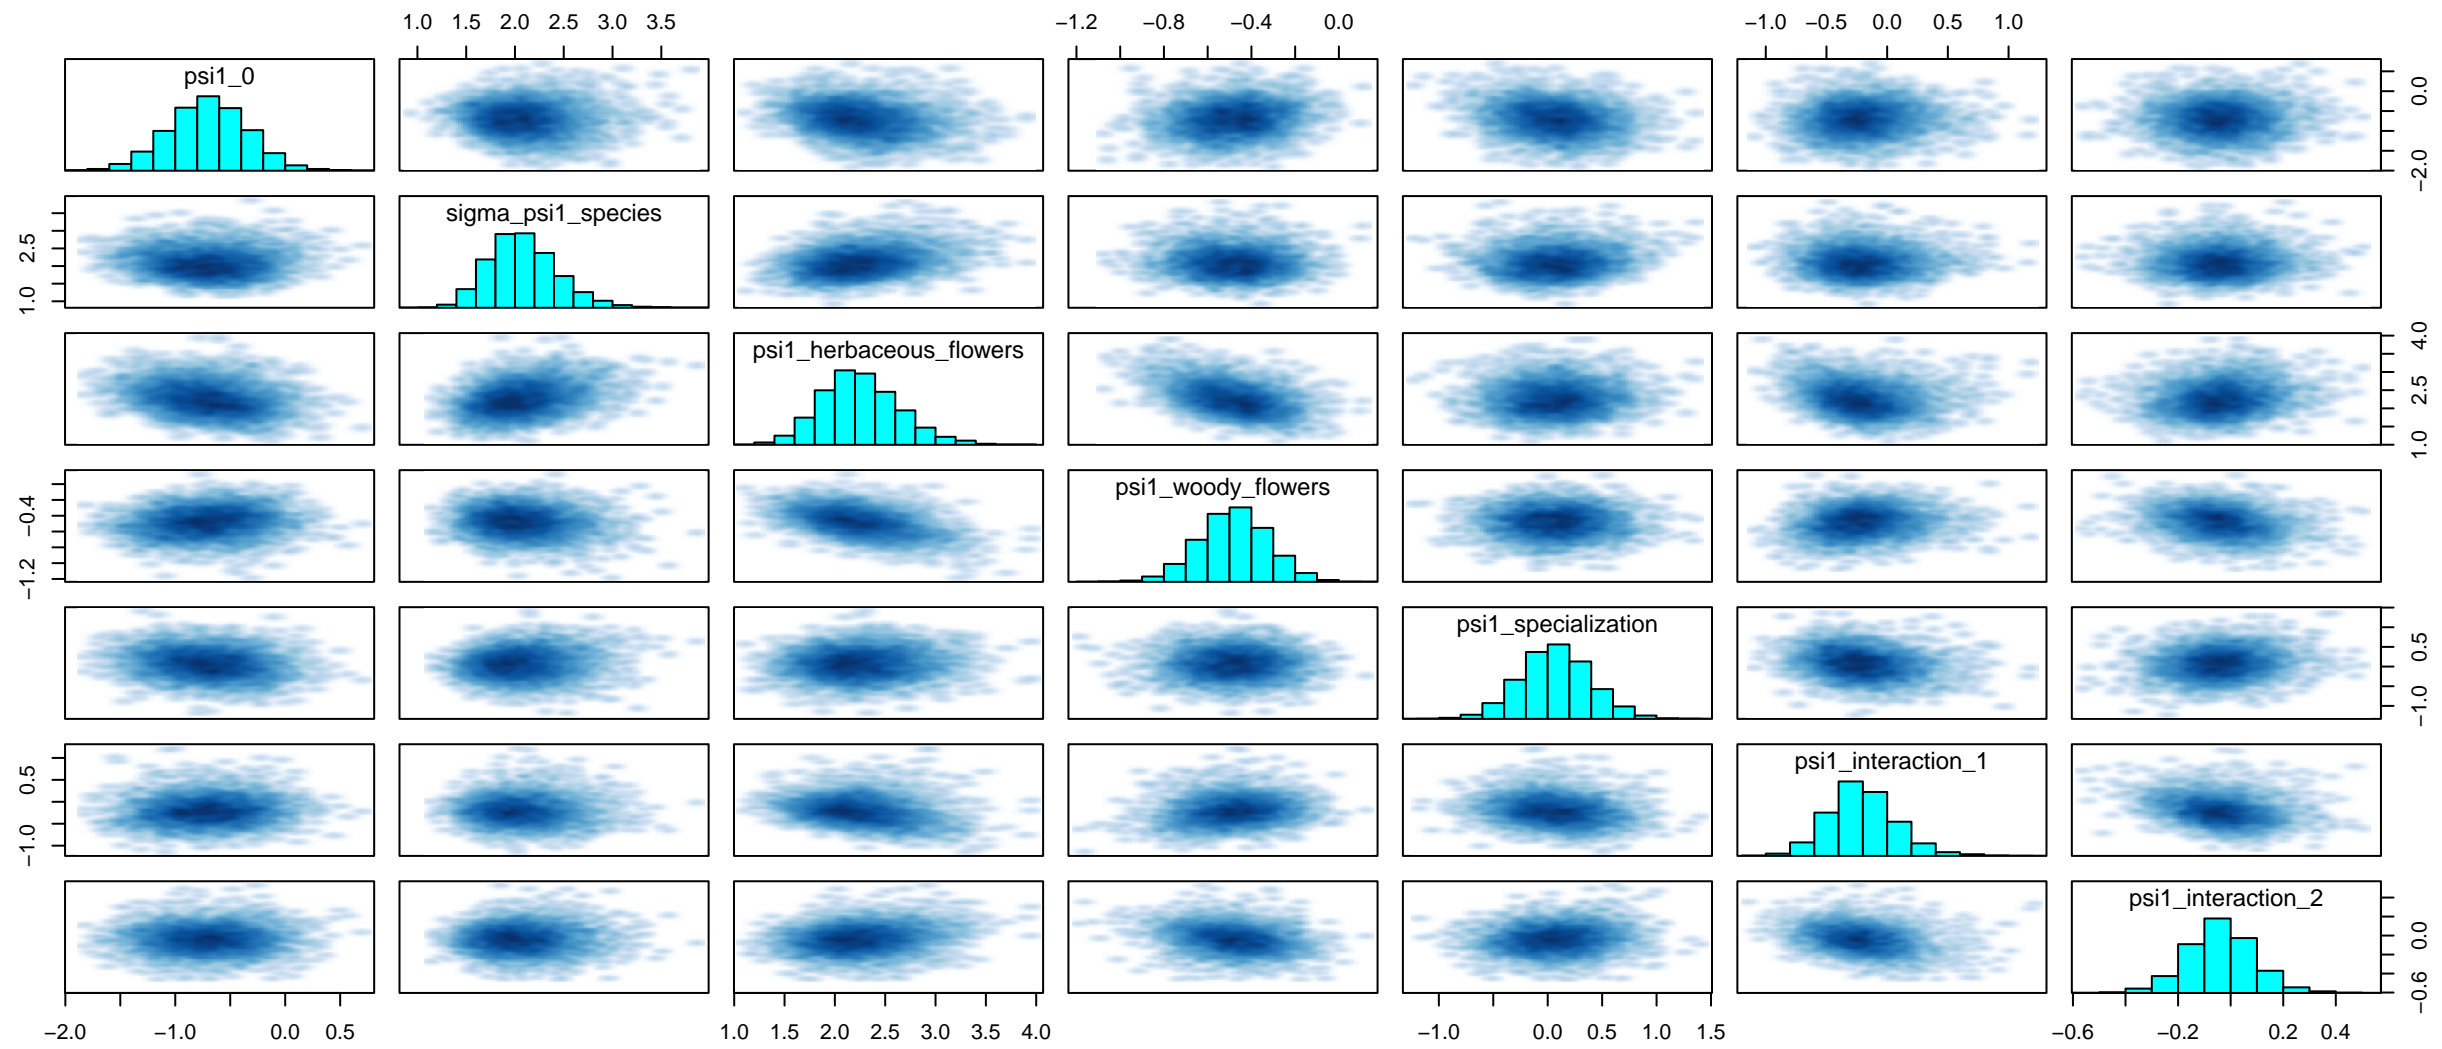 1.0 1.5 2.0 2.5 3.0 3.5 −1.2 −0.8 −0.4 0.0 −1.0 −0.5 0.0 0.5 1.0
psi1_0
−2.0 0.0
sigma_psi1_species
1.0 2.5
psi1_herbaceous_flowers
1.0 2.5 4.0
psi1_woody_flowers
−1.2 −0.4
psi1_specialization
−1.0 0.5
psi1_interaction_1
−1.0 0.5
psi1_interaction_2
−0.6 0.0
−2.0 −1.0 0.0 0.5 1.0 1.5 2.0 2.5 3.0 3.5 4.0 −1.0 0.0 0.5 1.0 1.5 −0.6 −0.2 0.2 0.4